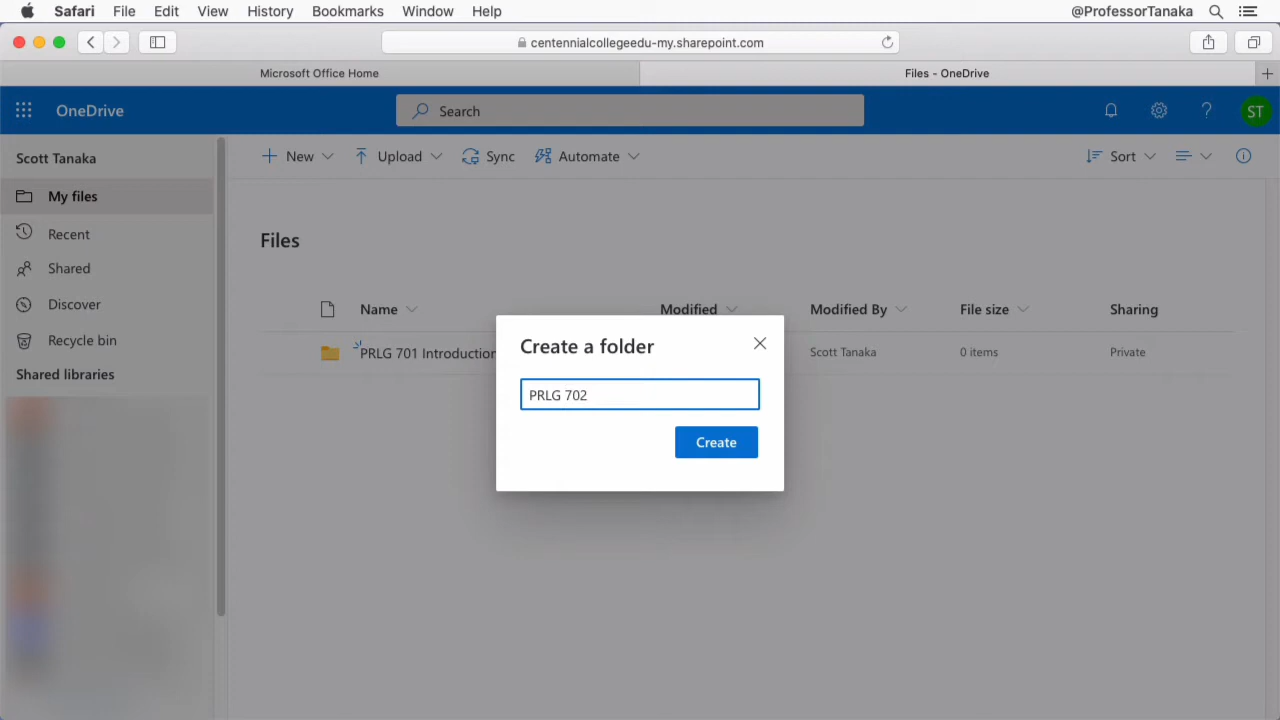 Safari File Edit View History Bookmarks Window Help @ProfessorTanaka
centennialcollegeedu-my.sharepoint.com
Microsoft Office Home Files - OneDrive
OneDrive Search ? ST
Scott Tanaka New Upload Sync Automate Sort
My files
Recent
Files
Shared
Discover
Name Modified Modified By File size Sharing
Recycle bin
PRLG 701 Introduction Scott Tanaka 0 items Private
Shared libraries
Create a folder
PRLG 702
Create